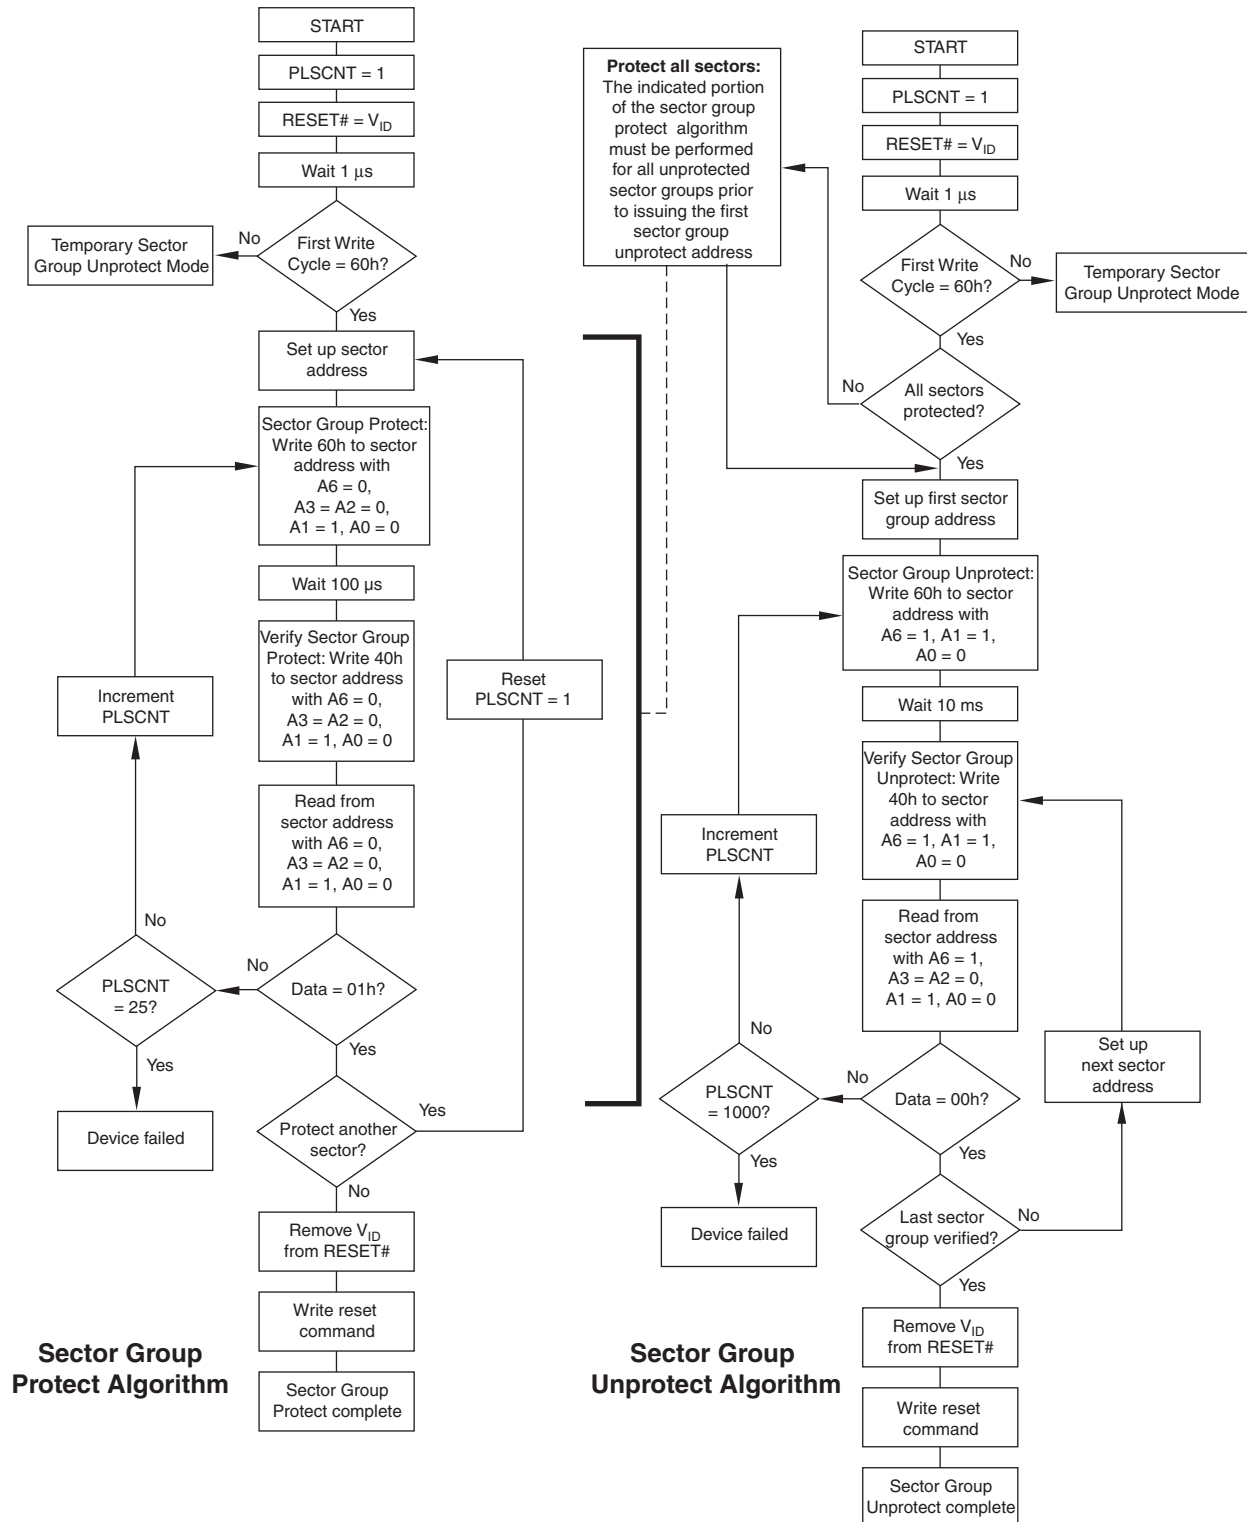 START
PLSCNT = 1
RESET# = VID
Wait 1 μs
First Write
Cycle = 60h?
No
Temporary Sector
Group Unprotect Mode
Yes
Set up sector
address
Sector Group Protect:
Write 60h to sector
address with
A6 = 0,
A3 = A2 = 0,
A1 = 1, A0 = 0
Wait 100 µs
Verify Sector Group
Protect: Write 40h
to sector address
with A6 = 0,
A3 = A2 = 0,
A1 = 1, A0 = 0
Increment
PLSCNT
Reset
PLSCNT = 1
Read from
sector address
with A6 = 0,
A3 = A2 = 0,
A1 = 1, A0 = 0
No
PLSCNT
= 25?
No
Data = 01h?
Yes
Yes
Device failed
Protect another
sector?
Yes
No
Remove VID
from RESET#
Write reset
command
Sector Group
Protect complete
Sector Group
Protect Algorithm
Protect all sectors:
The indicated portion
of the sector group
protect algorithm
must be performed
for all unprotected
sector groups prior
to issuing the first
sector group
unprotect address
START
PLSCNT = 1
RESET# = VID
Wait 1 μs
First Write
Cycle = 60h?
No
Temporary Sector
Group Unprotect Mode
Yes
No
All sectors
protected?
Yes
Set up first sector
group address
Sector Group Unprotect:
Write 60h to sector
address with
A6 = 1, A1 = 1,
A0 = 0
Wait 10 ms
Verify Sector Group
Unprotect: Write
40h to sector
address with
A6 = 1, A1 = 1,
A0 = 0
Increment
PLSCNT
Read from
sector address
with A6 = 1,
A3 = A2 = 0,
A1 = 1, A0 = 0
No
PLSCNT
= 1000?
No
Data = 00h?
Set up
next sector
address
Yes
Yes
Device failed
Last sector
group verified?
No
Yes
Remove VID
from RESET#
Write reset
command
Sector Group
Unprotect complete
Sector Group
Unprotect Algorithm